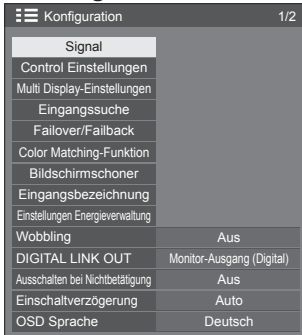 Konfiguration 1/2
Signal
Control Einstellungen
Multi Display-Einstellungen
Eingangssuche
Failover/Failback
Color Matching-Funktion
Bildschirmschoner
Eingangsbezeichnung
Einstellungen Energieverwaltung
Wobbling Aus
DIGITAL LINK OUT Monitor-Ausgang (Digital)
Ausschalten bei Nichtbetätigung Aus
Einschaltverzögerung Auto
OSD Sprache Deutsch